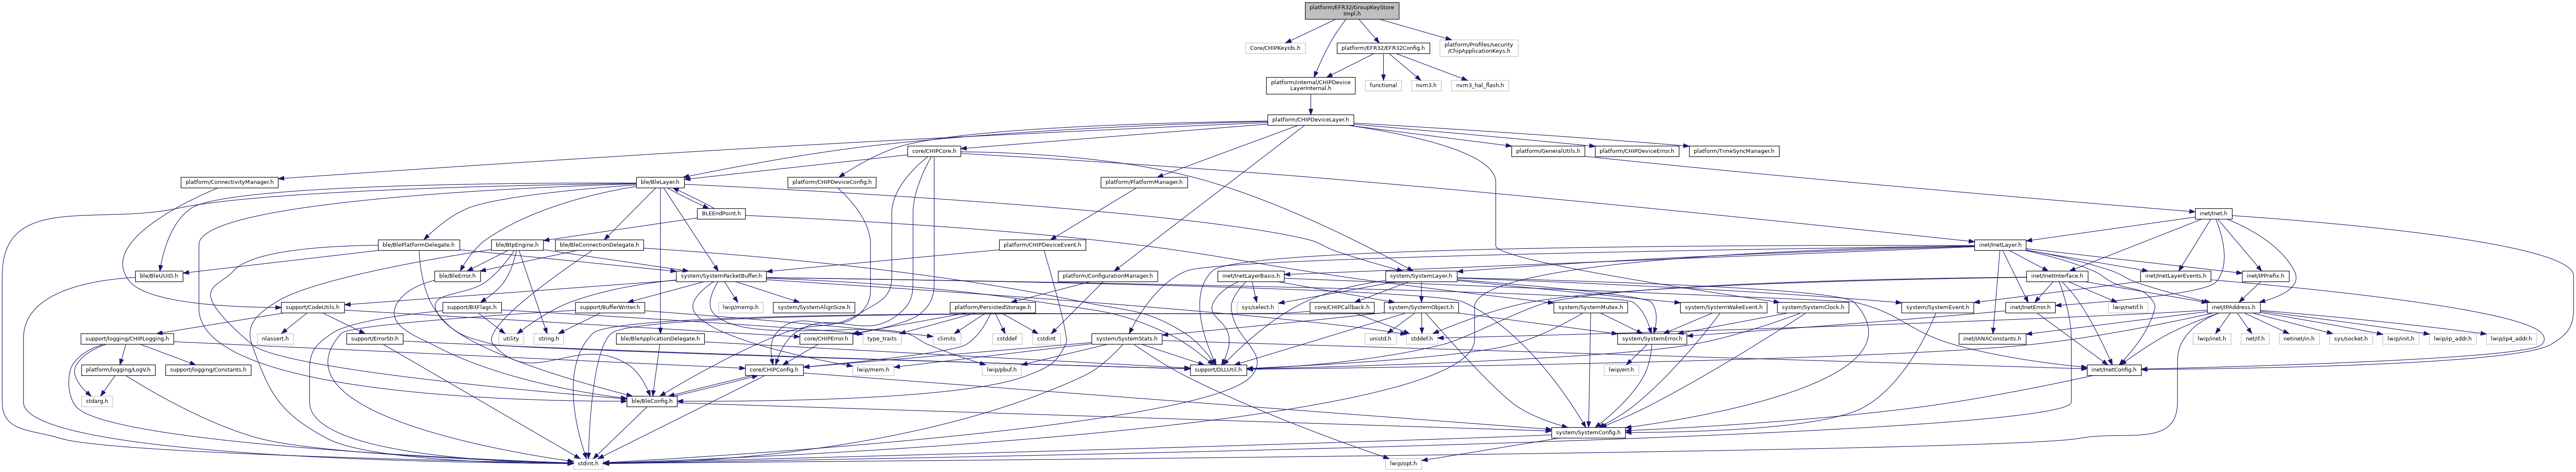 platform/EFR32/GroupKeyStore
Impl.h
Core/CHIPKeyIds.h
platform/EFR32/EFR32Config.h
platform/Profiles/security
/ChipApplicationKeys.h
platform/Internal/CHIPDevice
LayerInternal.h
functional
nvm3.h
nvm3_hal_flash.h
platform/CHIPDeviceLayer.h
core/CHIPCore.h
platform/GeneralUtils.h
platform/CHIPDeviceError.h
platform/TimeSyncManager.h
platform/ConnectivityManager.h
ble/BleLayer.h
platform/CHIPDeviceConfig.h
platform/PlatformManager.h
BLEEndPoint.h
inet/Inet.h
ble/BlePlatformDelegate.h
ble/BtpEngine.h
ble/BleConnectionDelegate.h
platform/CHIPDeviceEvent.h
inet/InetLayer.h
ble/BleUUID.h
ble/BleError.h
system/SystemPacketBuffer.h
platform/ConfigurationManager.h
inet/InetLayerBasis.h
system/SystemLayer.h
inet/InetInterface.h
inet/InetLayerEvents.h
inet/IPPrefix.h
support/CodeUtils.h
support/BitFlags.h
support/BufferWriter.h
lwip/memp.h
system/SystemAlignSize.h
platform/PersistedStorage.h
sys/select.h
core/CHIPCallback.h
system/SystemObject.h
system/SystemMutex.h
system/SystemWakeEvent.h
system/SystemClock.h
system/SystemEvent.h
inet/InetError.h
lwip/netif.h
inet/IPAddress.h
support/logging/CHIPLogging.h
nlassert.h
support/ErrorStr.h
utility
string.h
ble/BleApplicationDelegate.h
core/CHIPError.h
type_traits
climits
cstddef
cstdint
system/SystemStats.h
unistd.h
stddef.h
system/SystemError.h
inet/IANAConstants.h
lwip/inet.h
net/if.h
netinet/in.h
sys/socket.h
lwip/init.h
lwip/ip_addr.h
lwip/ip4_addr.h
platform/logging/LogV.h
support/logging/Constants.h
core/CHIPConfig.h
lwip/mem.h
lwip/pbuf.h
support/DLLUtil.h
lwip/err.h
inet/InetConfig.h
stdarg.h
ble/BleConfig.h
system/SystemConfig.h
stdint.h
lwip/opt.h